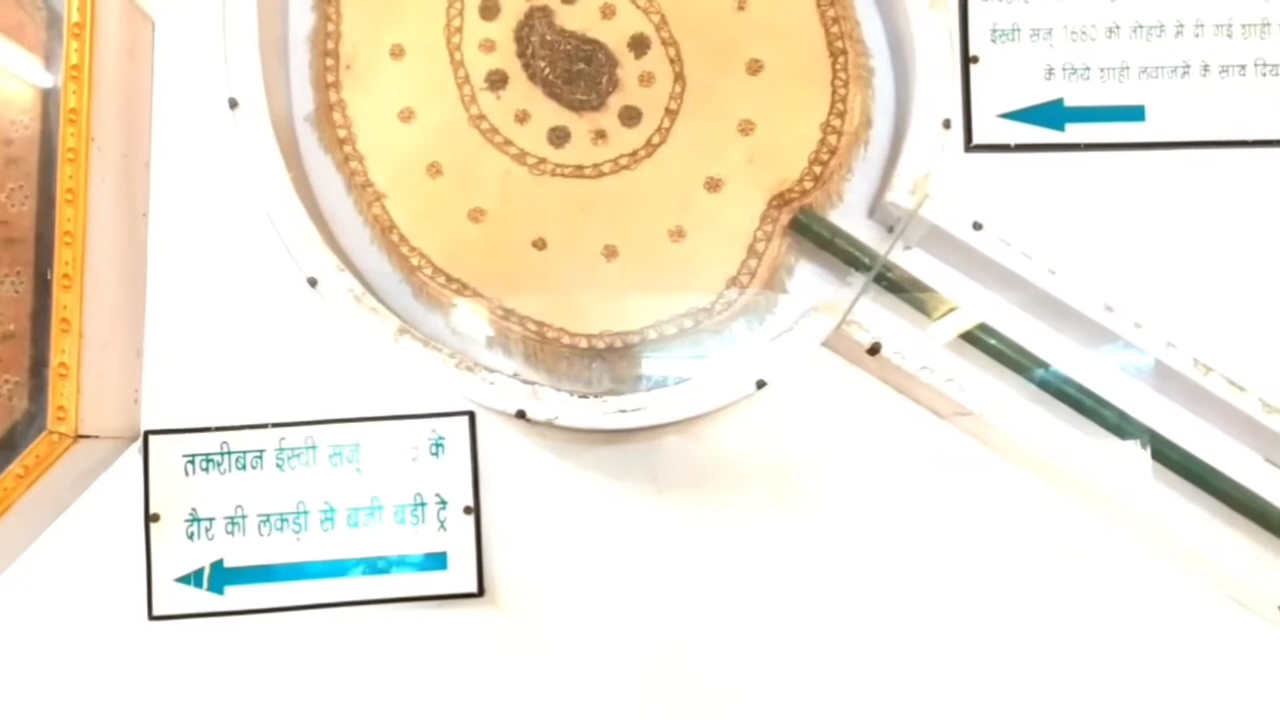 ईस्वी सन् 1680 को तोहफे मे दी गई शाही
के लिये शाही लवाजमे के साथ दिया
तकरीबन ईस्वी सन् के
दौर की लकड़ी से बनी बड़ी ट्रे